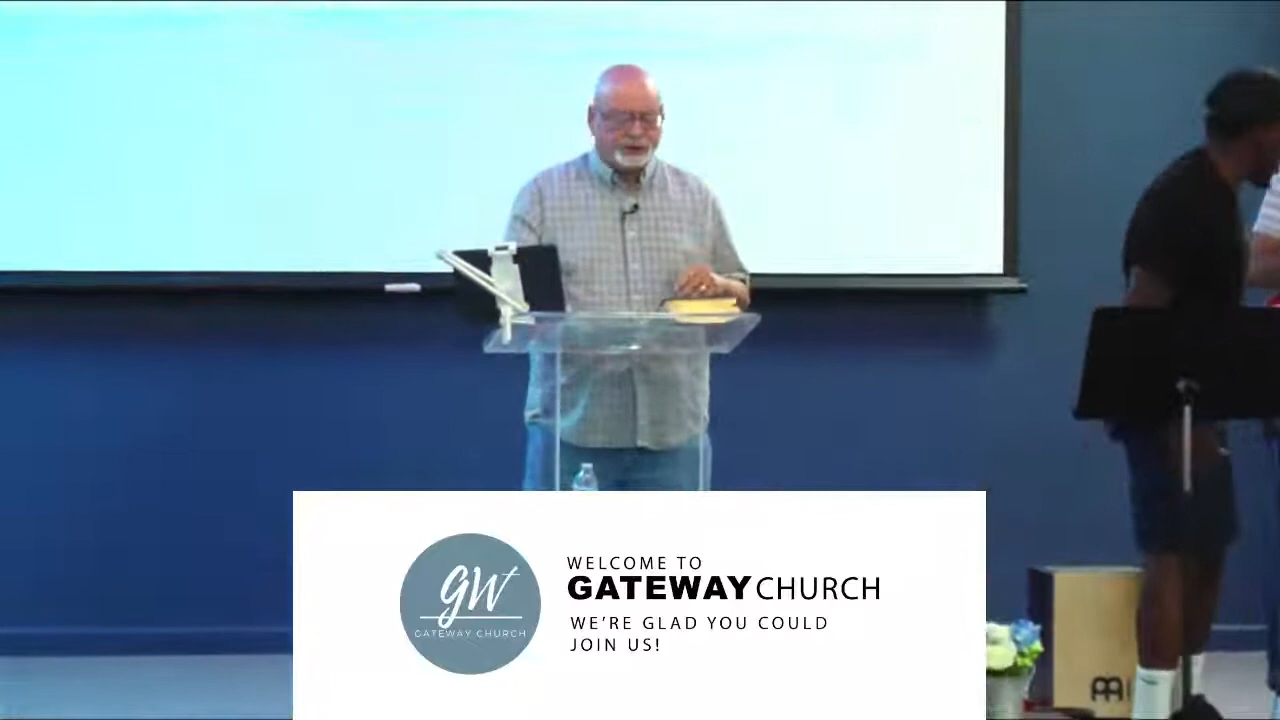 WELCOME TO
GATEWAY CHURCH
WE'RE GLAD YOU COULD
JOIN US!
GW
GATEWAY CHURCH